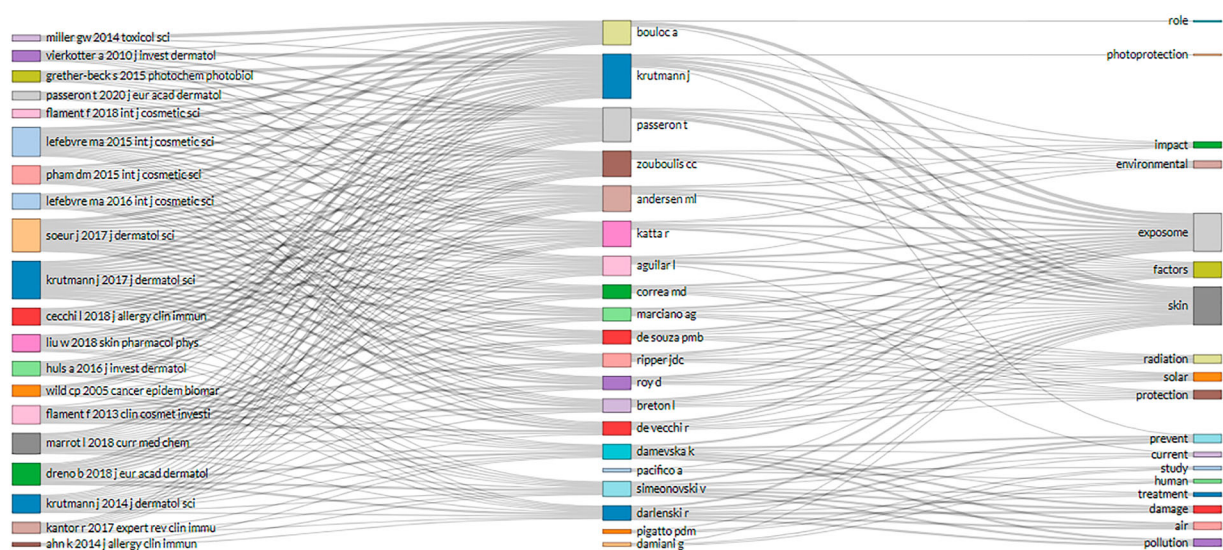 miller gw 2014 toxicol sci
vierkotter a 2010 j invest dermatol
grether-beck s 2015 photochem photobiol
passeron t 2020 j eur acad dermatol
flament f 2018 int j cosmetic sci
lefebvre ma 2015 int j cosmetic sci
pham dm 2015 int j cosmetic sci
lefebvre ma 2016 int j cosmetic sci
soeur j 2017 j dermatol sci
krutmann j 2017 j dermatol sci
cecchi l 2018 j allergy clin immun
liu w 2018 skin pharmacol phys
huls a 2016 j invest dermatol
wild cp 2005 cancer epidem biomar
flament f 2013 clin cosmet investi
marrot l 2018 curr med chem
dreno b 2018 j eur acad dermatol
krutmann j 2014 j dermatol sci
kantor r 2017 expert rev clin immu
ahn k 2014 j allergy clin immun
bouloc a
krutmann j
passeron t
zouboulis cc
andersen ml
katta r
aguilar l
correa md
marciano ag
de souza pmb
ripper jdc
roy d
breton l
de vecchi r
damevska k
pacifico a
simeonovski v
darlenski r
pigatto pdm
damiani g
role
photoprotection
impact
environmental
exposome
factors
skin
radiation
solar
protection
prevent
current
study
human
treatment
damage
air
pollution